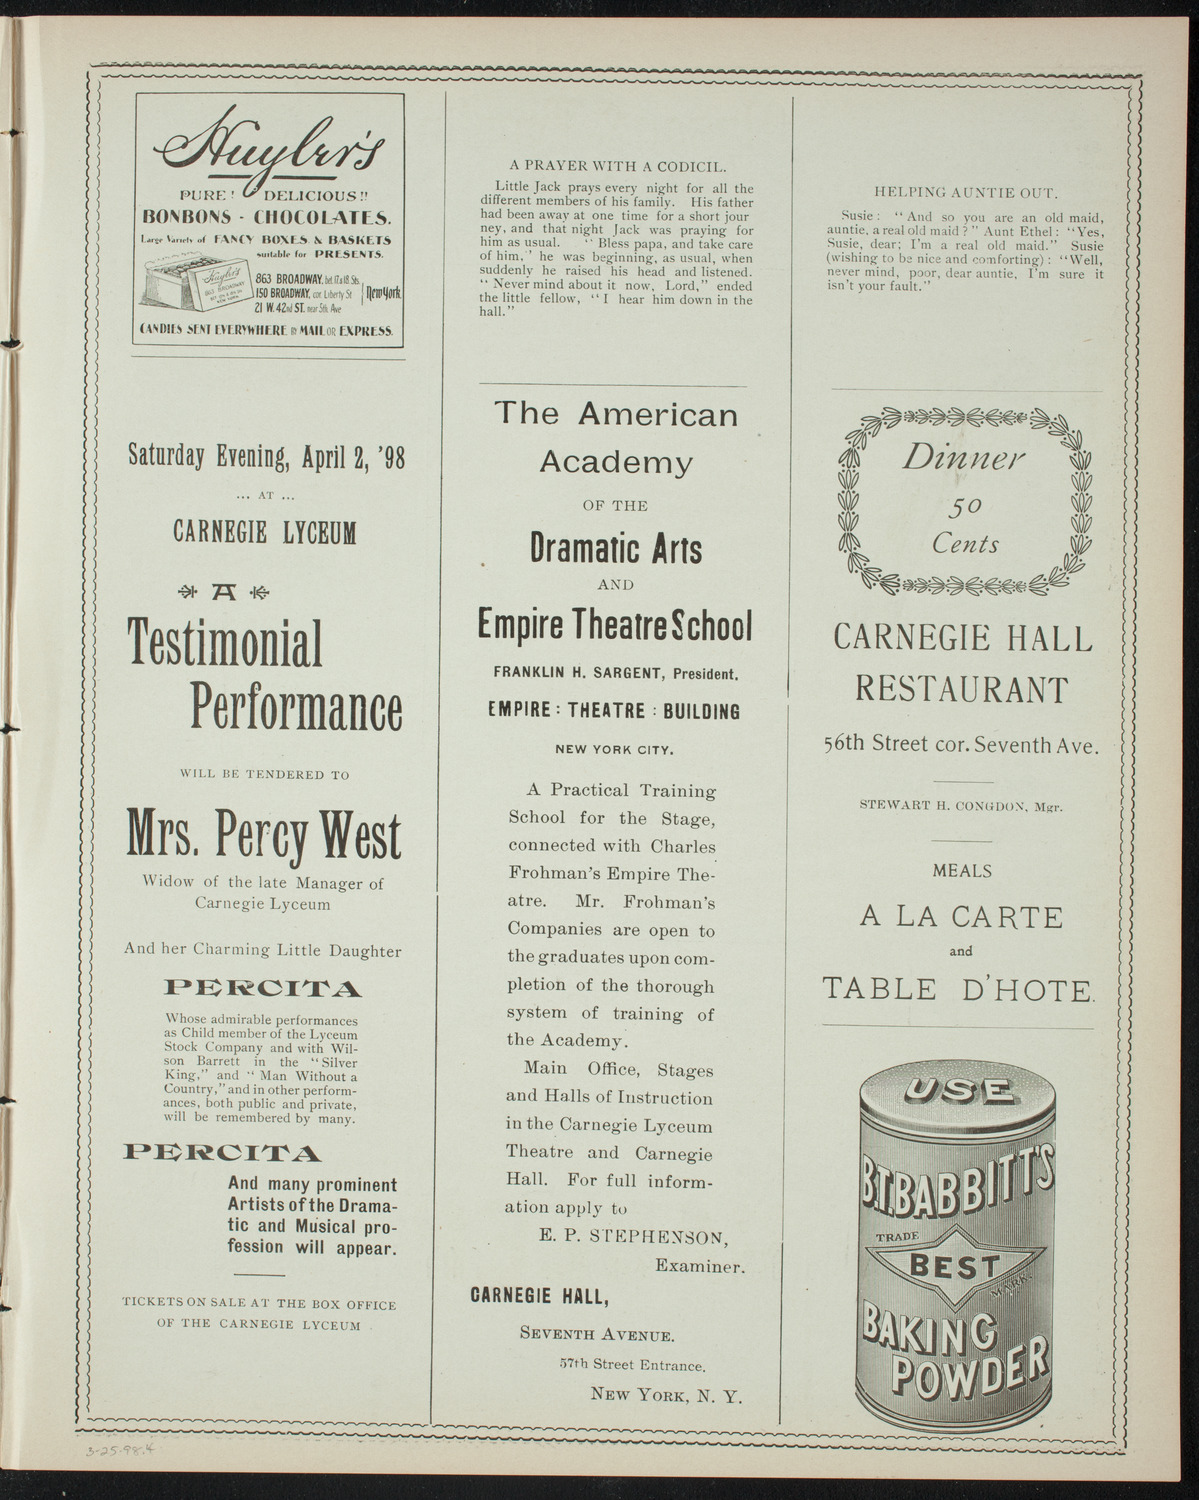 Huyler's
PURE! DELICIOUS!!
BONBONS - CHOCOLATES.
Large Variety of FANCY BOXES & BASKETS
suitable for PRESENTS.
Huyler's
863 BROADWAY
NEW YORK
863 BROADWAY, bet. 17 & 18. Sts.
150 BROADWAY, cor. Liberty St
21 W. 42nd ST. near 5th Ave
New York
CANDIES SENT EVERYWHERE BY MAIL OR EXPRESS.
Saturday Evening, April 2, '98
... AT ...
CARNEGIE LYCEUM
A
Testimonial
Performance
WILL BE TENDERED TO
Mrs. Percy West
Widow of the late Manager of
Carnegie Lyceum
And her Charming Little Daughter
PERCITA
Whose admirable performances
as Child member of the Lyceum
Stock Company and with Wil-
son Barrett in the "Silver
King," and "Man Without a
Country," and in other perform-
ances, both public and private,
will be remembered by many.
PERCITA
And many prominent
Artists of the Drama-
tic and Musical pro-
fession will appear.
TICKETS ON SALE AT THE BOX OFFICE
OF THE CARNEGIE LYCEUM.
A PRAYER WITH A CODICIL.
Little Jack prays every night for all the
different members of his family. His father
had been away at one time for a short jour
ney, and that night Jack was praying for
him as usual. "Bless papa, and take care
of him,' he was beginning, as usual, when
suddenly he raised his head and listened.
"Never mind about it now, Lord," ended
the little fellow, "I hear him down in the
hall."
The American
Academy
OF THE
Dramatic Arts
AND
Empire Theatre School
FRANKLIN H. SARGENT, President.
EMPIRE : THEATRE : BUILDING
NEW YORK CITY.
A Practical Training
School for the Stage,
connected with Charles
Frohman's Empire The-
atre. Mr. Frohman's
Companies are open to
the graduates upon com-
pletion of the thorough
system of training of
the Academy.
Main Office, Stages
and Halls of Instruction
in the Carnegie Lyceum
Theatre and Carnegie
Hall. For full inform-
ation apply to
E. P. STEPHENSON,
Examiner.
CARNEGIE HALL,
SEVENTH AVENUE.
57th Street Entrance.
NEW YORK, N. Y.
HELPING AUNTIE OUT.
Susie: "And so you are an old maid,
auntie, a real old maid?" Aunt Ethel: "Yes,
Susie, dear; I'm a real old maid." Susie
(wishing to be nice and comforting): "Well,
never mind, poor, dear auntie, I'm sure it
isn't your fault."
Dinner
50
Cents
CARNEGIE HALL
RESTAURANT
56th Street cor. Seventh Ave.
STEWART H. CONGDON, Mgr.
MEALS
A LA CARTE
and
TABLE D'HOTE.
USE
B.T. BABBITT'S
TRADE
BEST
MARK.
BAKING
POWDER
3-25-98.4